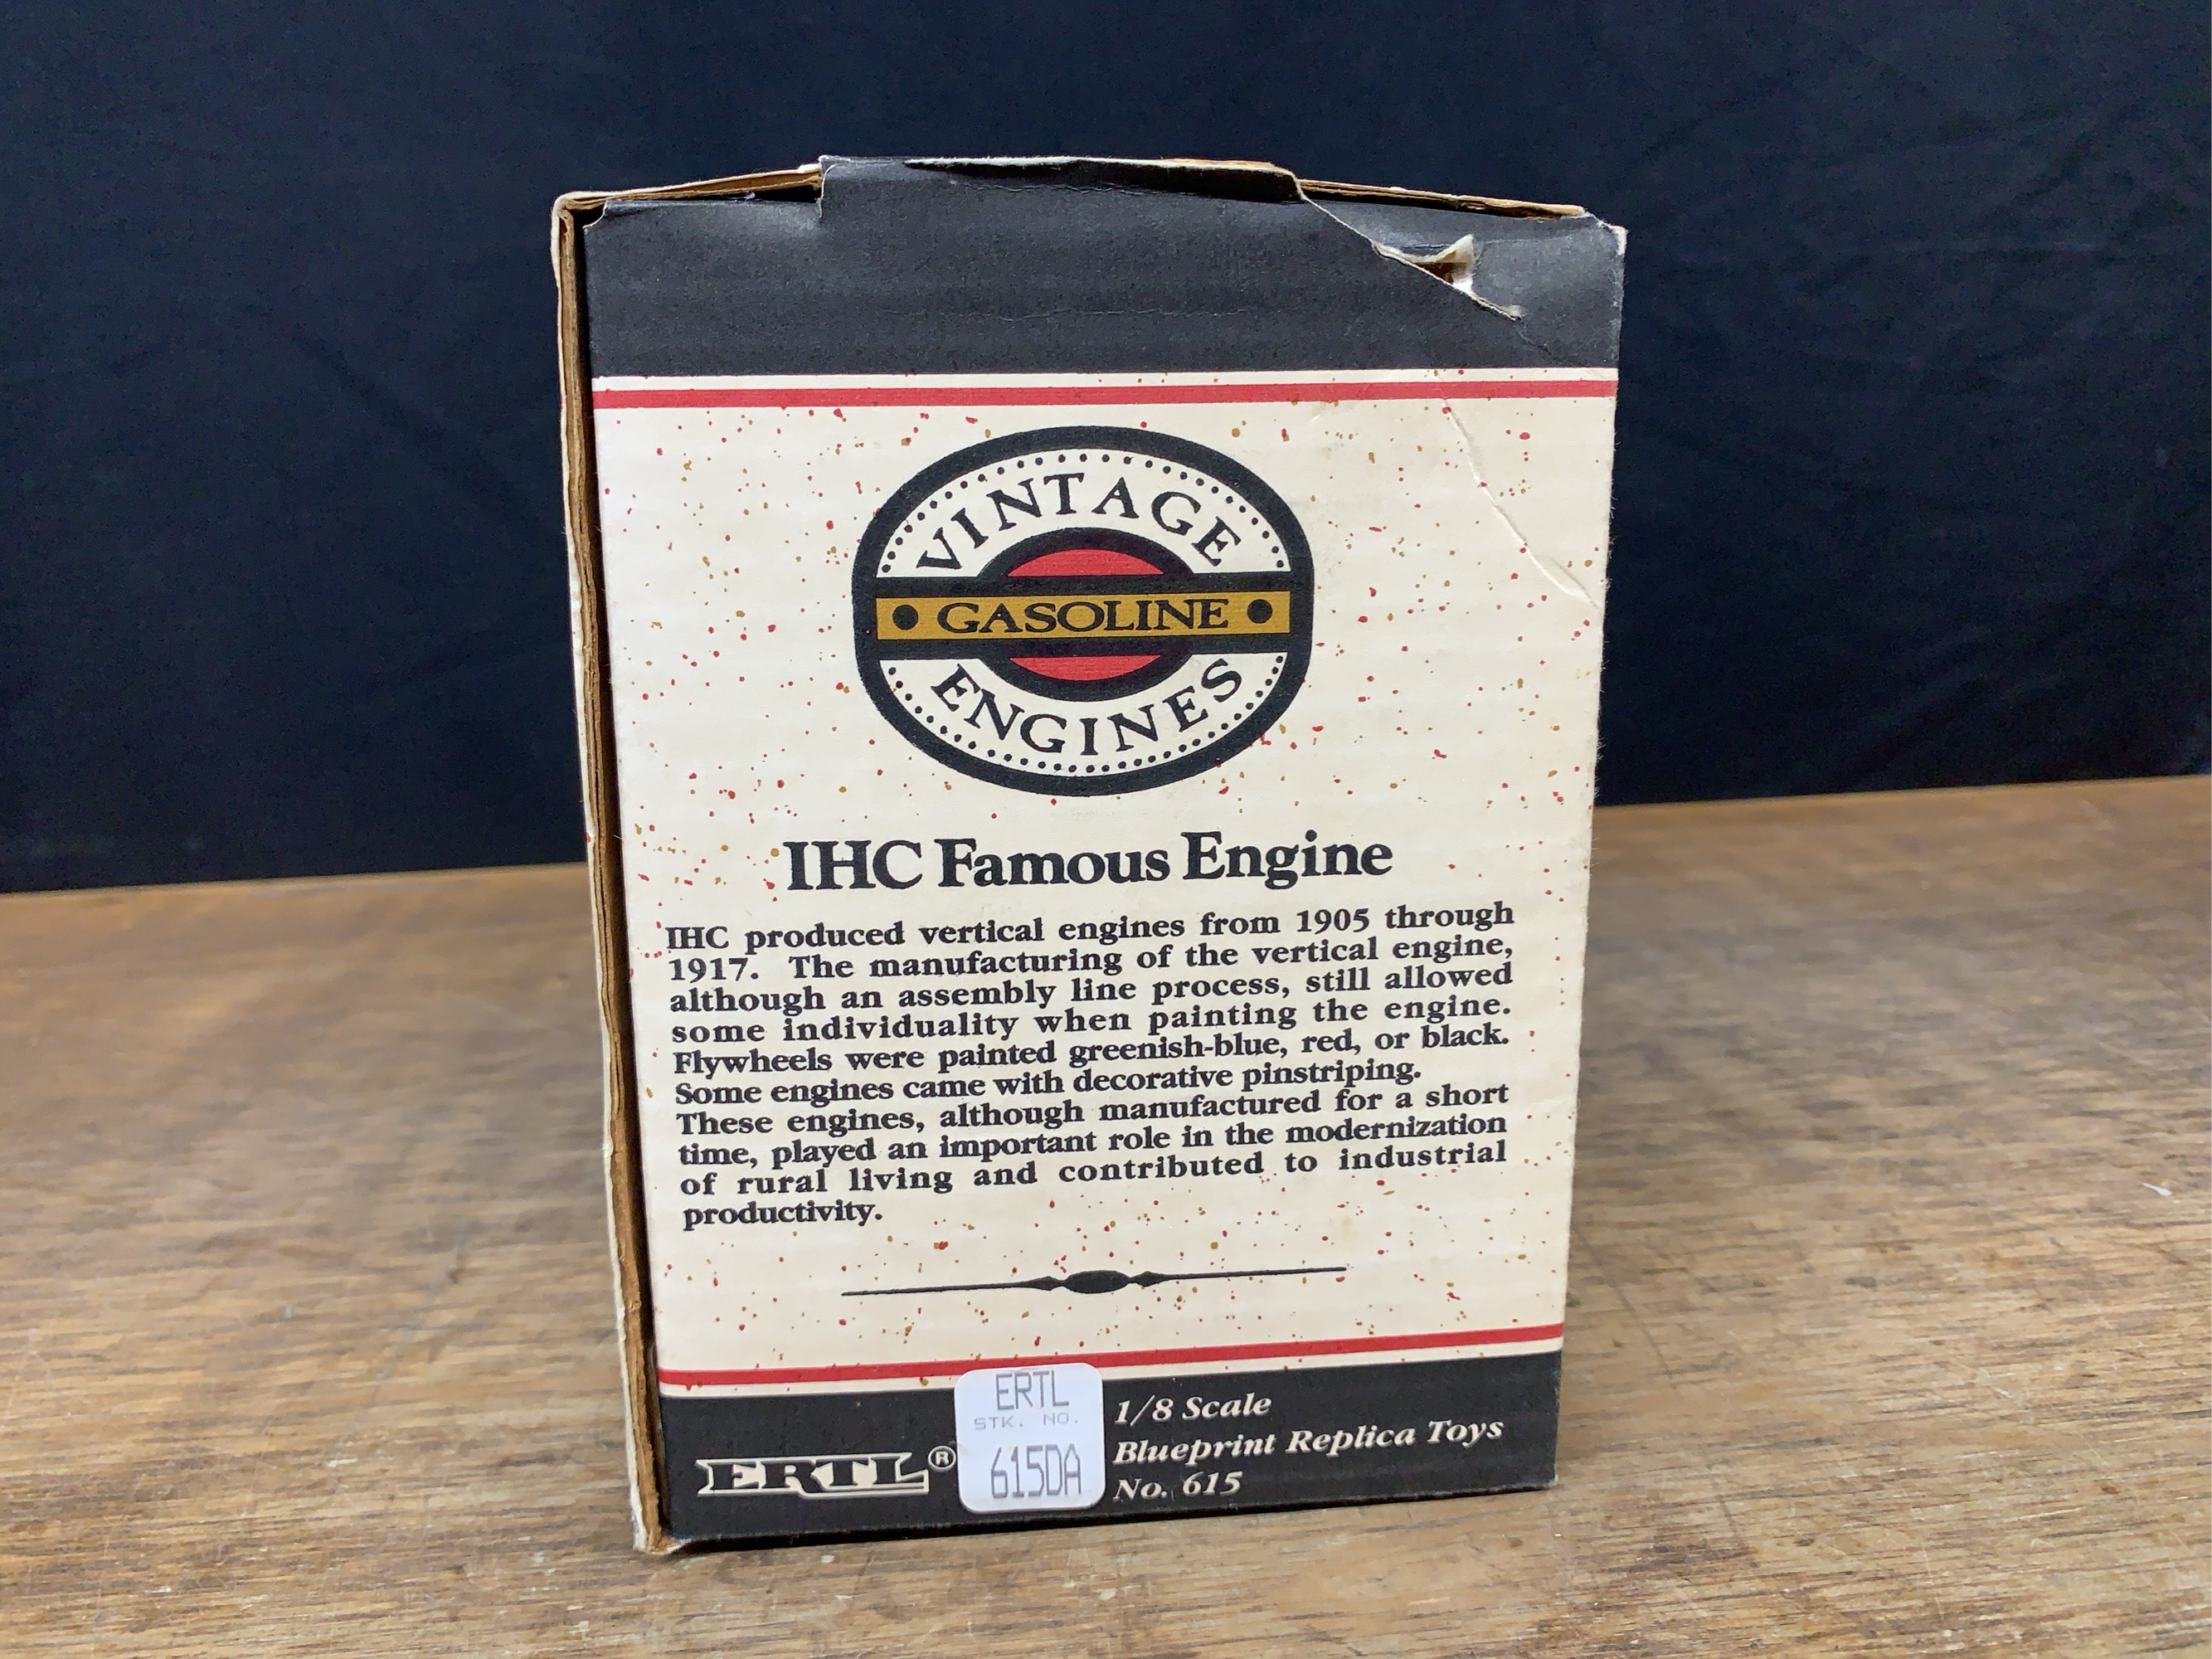 VINTAGE
GASOLINE
ENGINES
IHC Famous Engine
IHC produced vertical engines from 1905 through
1917. The manufacturing of the vertical engine,
although an assembly line process, still allowed
some individuality when painting the engine.
Flywheels were painted greenish-blue, red, or black.
Some engines came with decorative pinstriping.
These engines, although manufactured for a short
time, played an important role in the modernization
of rural living and contributed to industrial
productivity.
ERTL®
ERTL
STK. NO.
615DA
1/8 Scale
Blueprint Replica Toys
No. 615